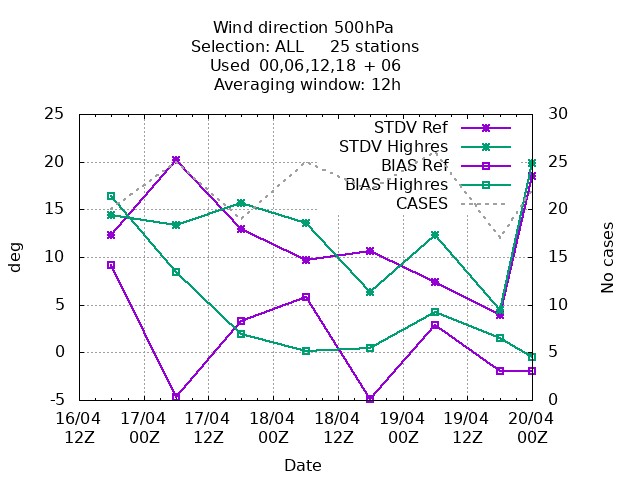 Wind direction 500hPa
Selection: ALL     25 stations
Used 00,06,12,18 + 06
Averaging window: 12h
25
20
15
10
5
0
-5
30
25
20
15
10
5
0
STDV Ref
STDV Highres
BIAS Ref
BIAS Highres
CASES
deg
No cases
16/04 17/04 17/04 18/04 18/04 19/04 19/04 20/04
12Z 00Z 12Z 00Z 12Z 00Z 12Z 00Z
Date